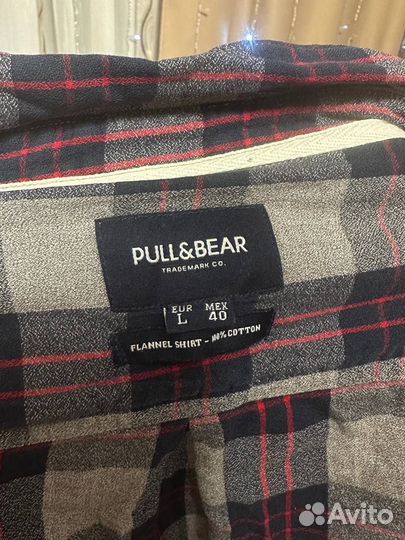 PULL&BEAR
TRADEMARK CO.
EUR MEX
L 40
FLANNEL SHIRT - 100% COTTON
Avito